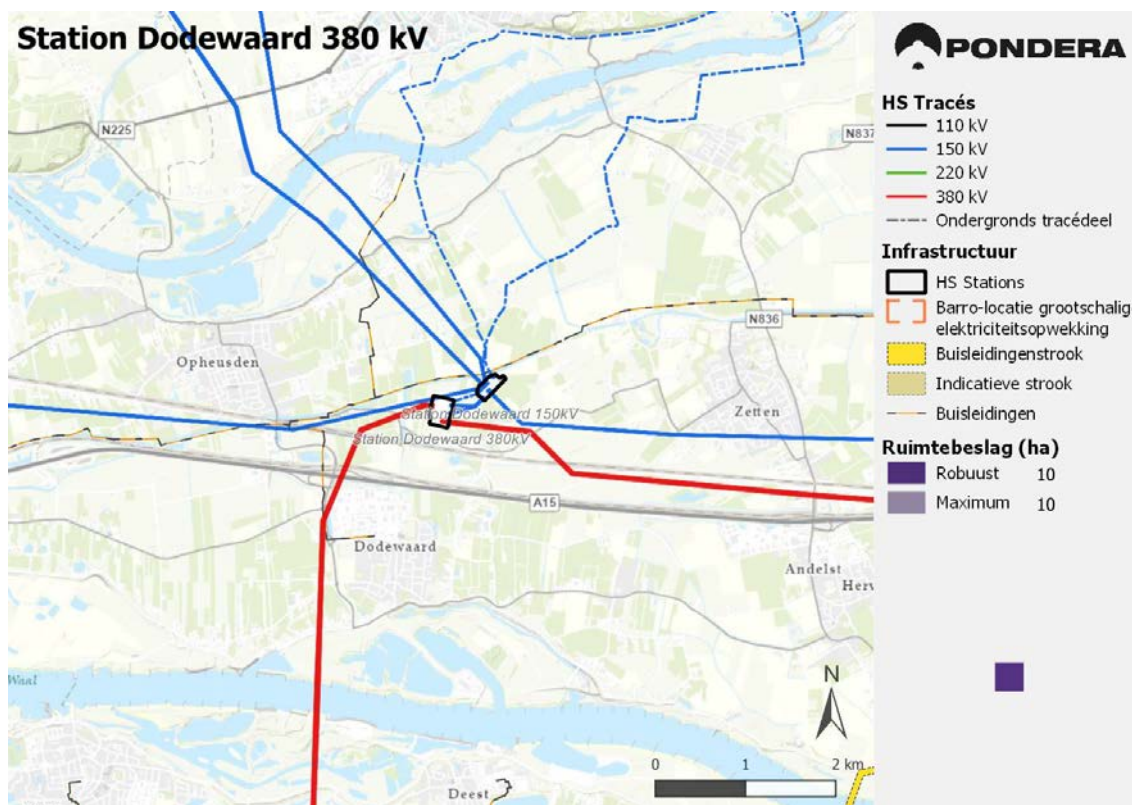 Station Dodewaard 380 kV
N225
N837
N836
Opheusden
Zetten
Station Dodewaard 150kV
Station Dodewaard 380kV
A15
Dodewaard
Andelst
Herv
Waal
Deest
N
0 1 2 km
PONDERA
HS Tracés
110 kV
150 kV
220 kV
380 kV
Ondergronds tracédeel
Infrastructuur
HS Stations
Barro-locatie grootschalig
elektriciteitsopwekking
Buisleidingenstrook
Indicatieve strook
Buisleidingen
Ruimtebeslag (ha)
Robuust 10
Maximum 10